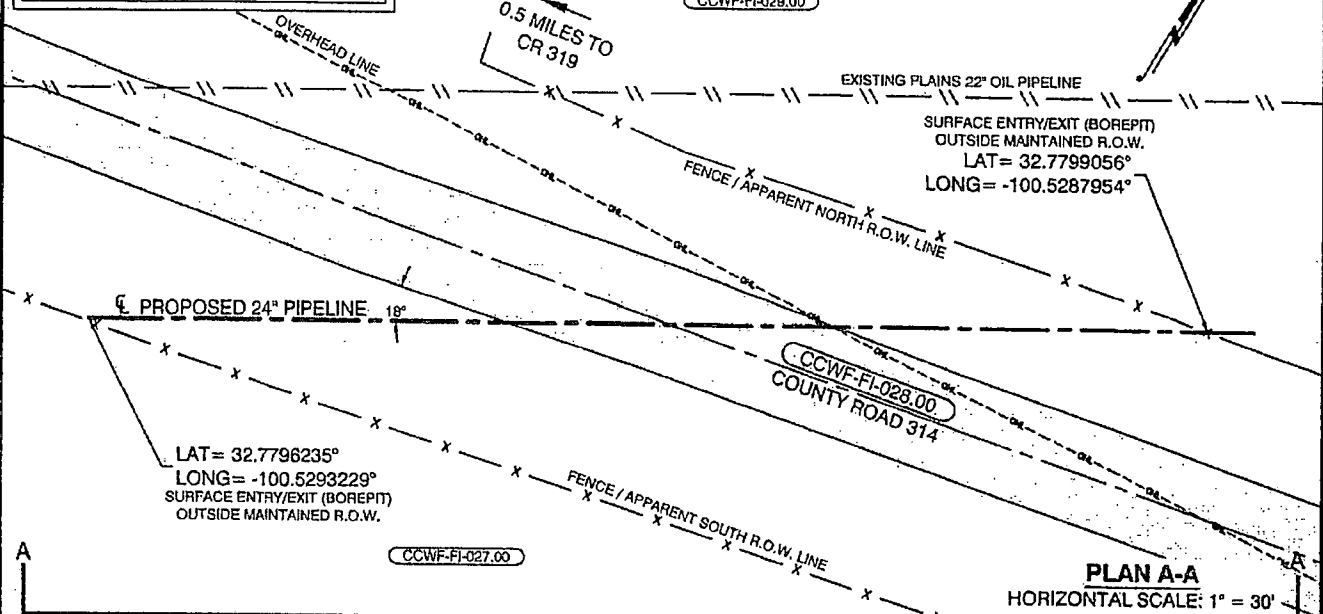 CCWF-FI-029.00
0.5 MILES TO
CR 319
OVERHEAD LINE
OHL
EXISTING PLAINS 22" OIL PIPELINE
SURFACE ENTRY/EXIT (BOREPIT)
OUTSIDE MAINTAINED R.O.W.
LAT= 32.7799056°
LONG= -100.5287954°
FENCE / APPARENT NORTH R.O.W. LINE
℄ PROPOSED 24" PIPELINE
18°
CCWF-FI-028.00
COUNTY ROAD 314
LAT= 32.7796235°
LONG= -100.5293229°
SURFACE ENTRY/EXIT (BOREPIT)
OUTSIDE MAINTAINED R.O.W.
FENCE / APPARENT SOUTH R.O.W. LINE
A
CCWF-FI-027.00
A
PLAN A-A
HORIZONTAL SCALE: 1" = 30'